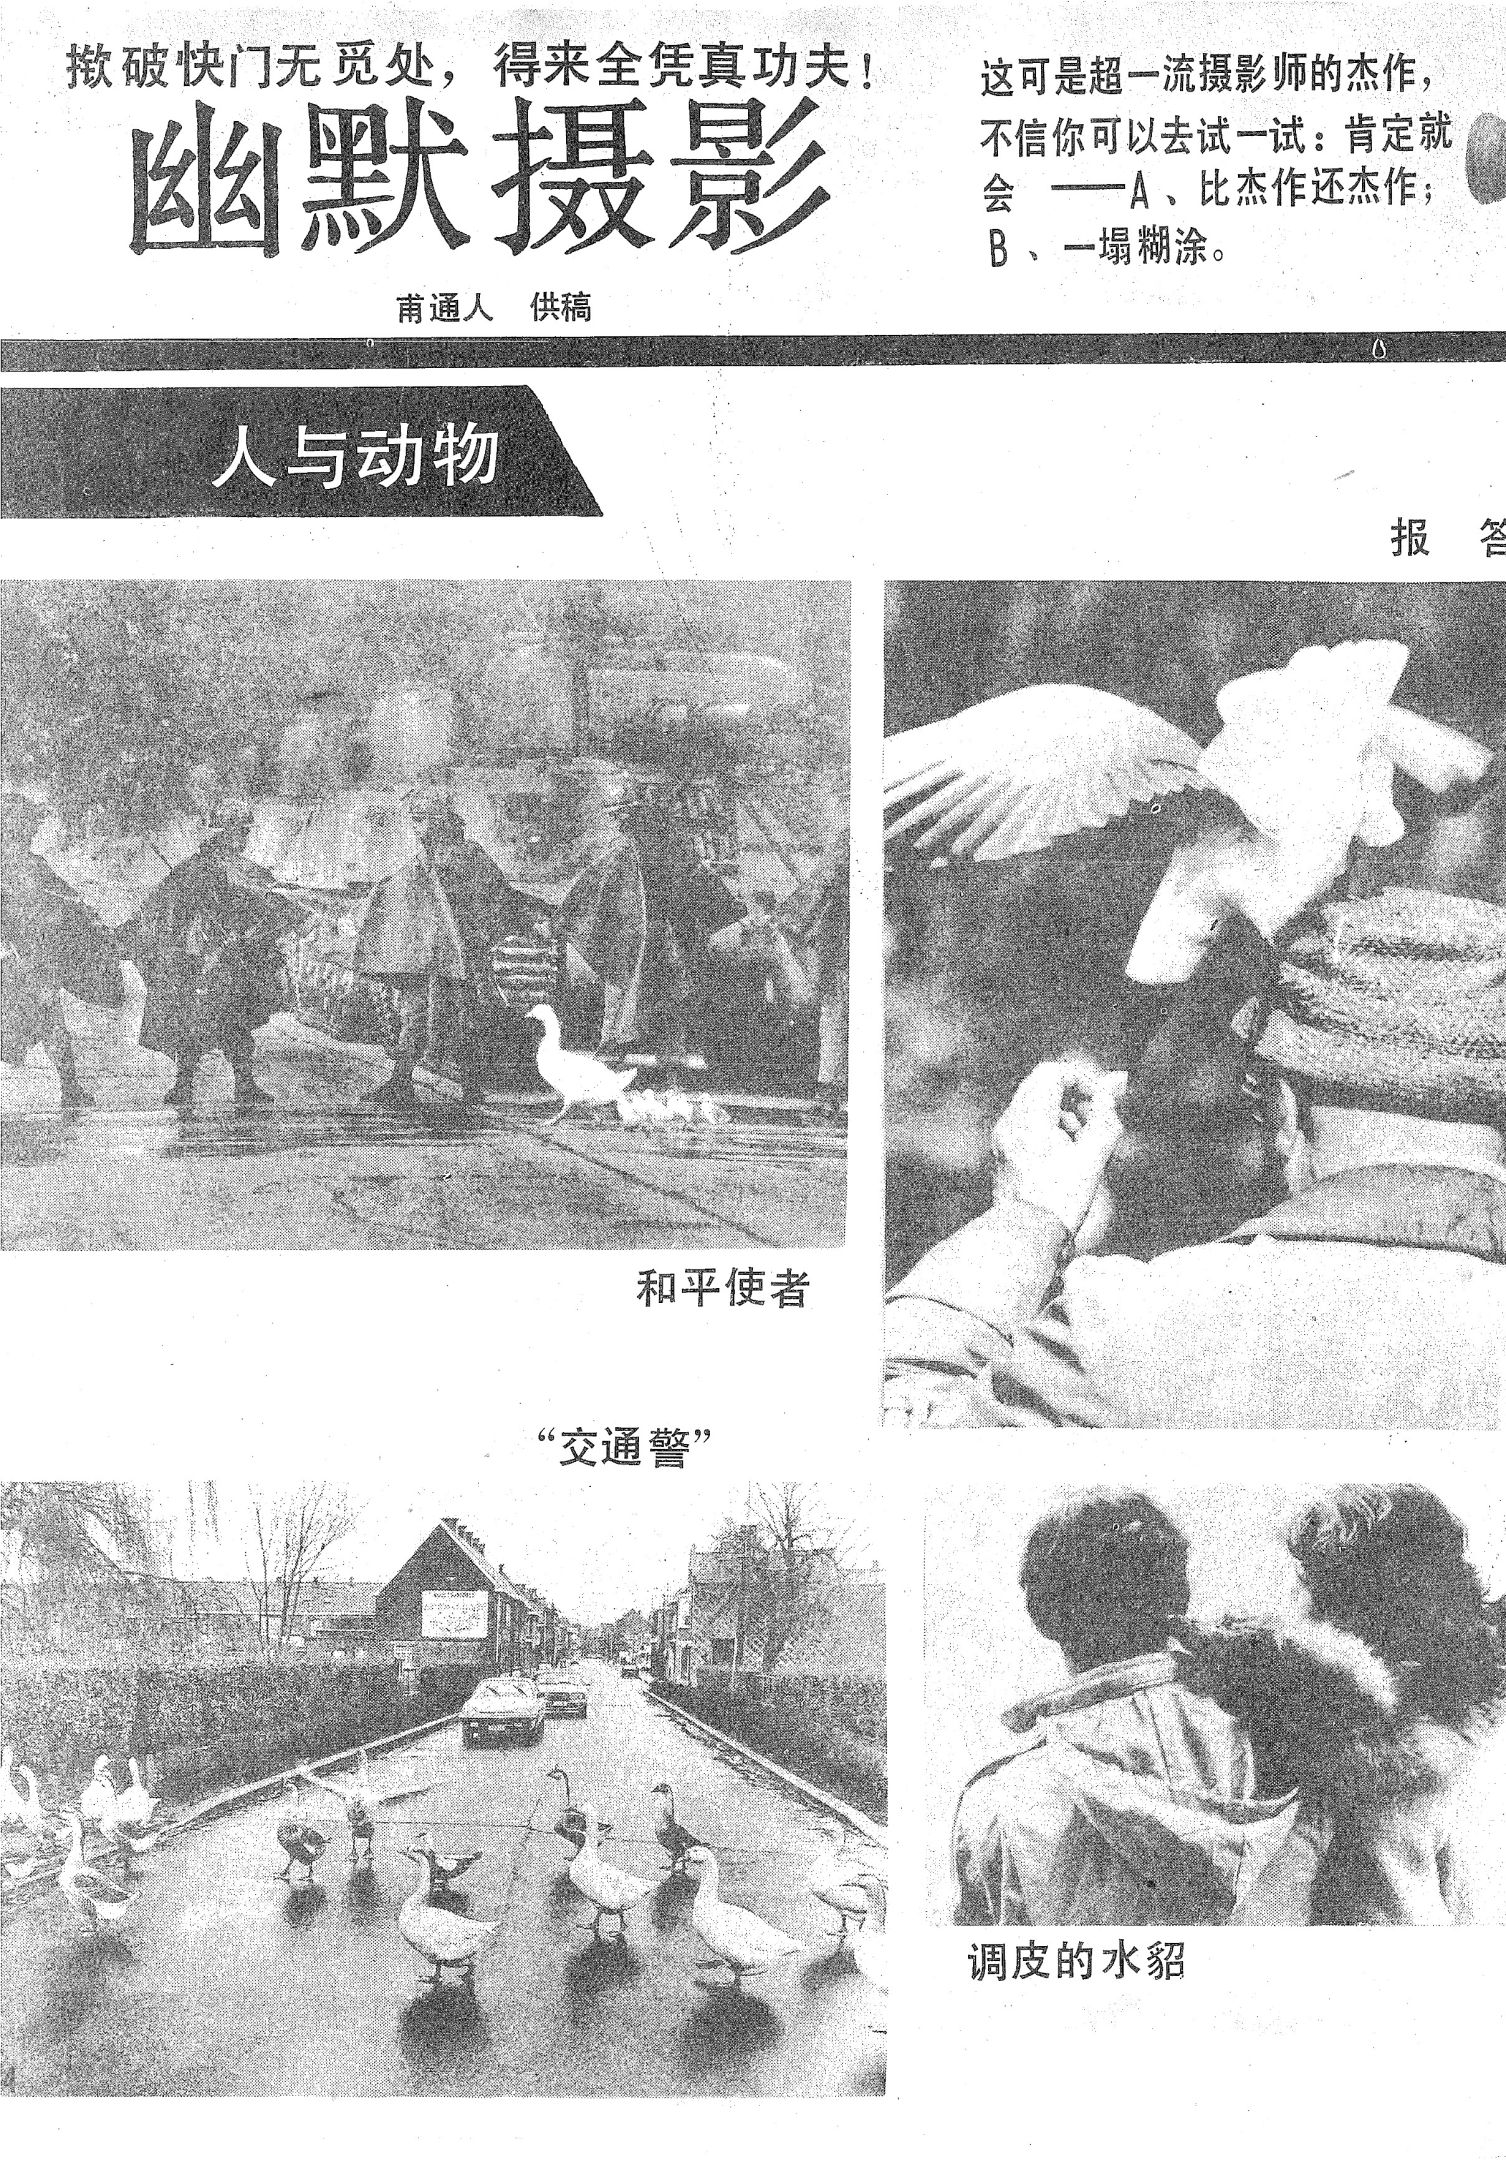 揿破快门无觅处，得来全凭真功夫！
幽默摄影
甫通人　供稿
这可是超一流摄影师的杰作，
不信你可以去试一试：肯定就
会　——A、比杰作还杰作；
B、一塌糊涂。
人与动物
报　答
和平使者
“交通警”
调皮的水貂